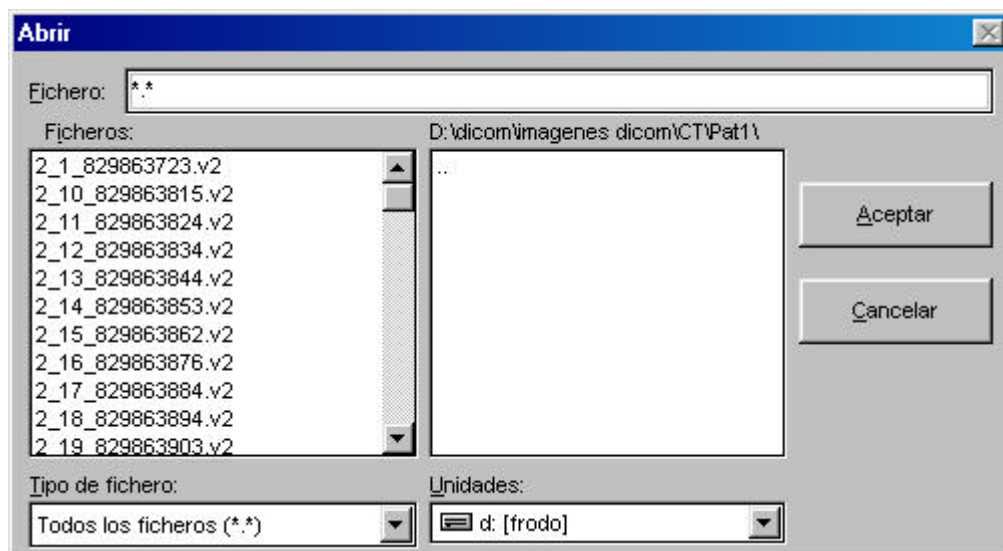 Abrir
Fichero: *.*
Ficheros:
D:\dicom\imagenes dicom\CT\Pat1\
2_1_829863723.v2
2_10_829863815.v2
2_11_829863824.v2
2_12_829863834.v2
2_13_829863844.v2
2_14_829863853.v2
2_15_829863862.v2
2_16_829863876.v2
2_17_829863884.v2
2_18_829863894.v2
2_19_829863903.v2
..
Aceptar
Cancelar
Tipo de fichero:
Todos los ficheros (*.*)
Unidades:
d: [frodo]